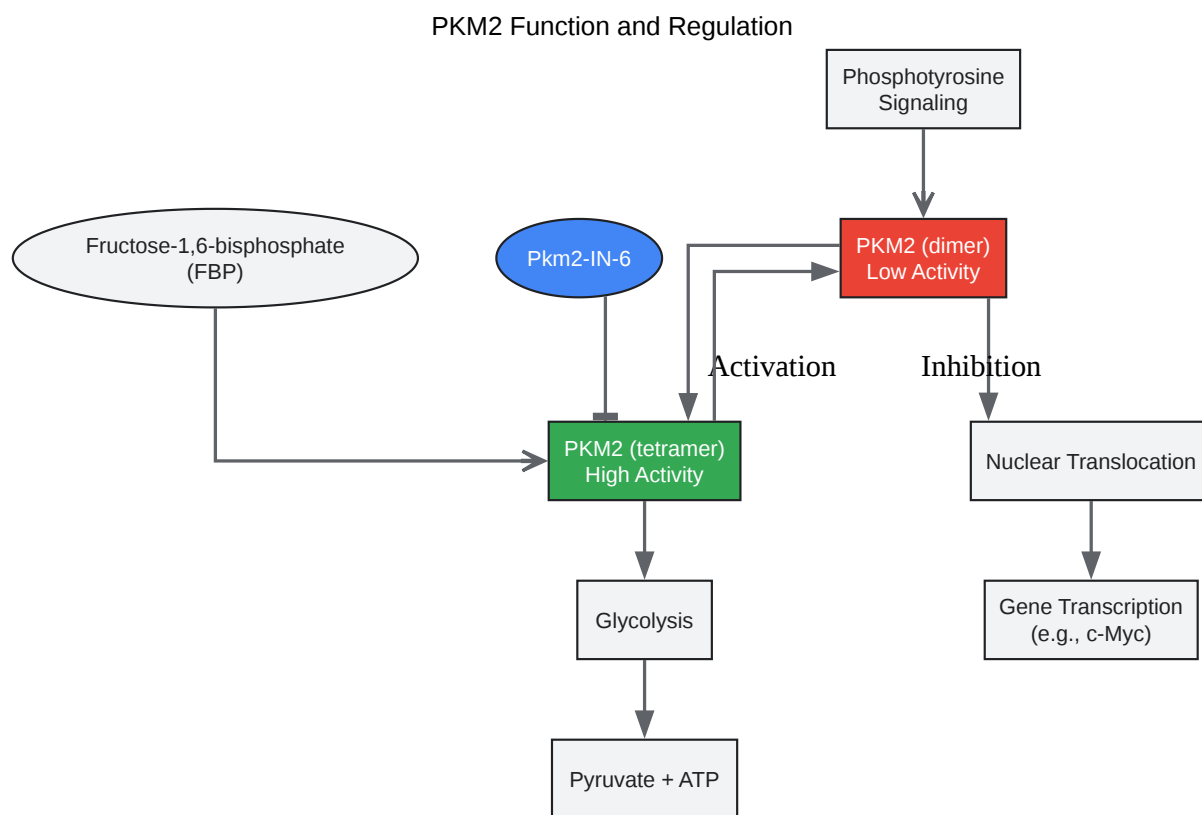 PKM2 Function and Regulation
Phosphotyrosine
Signaling
Fructose-1,6-bisphosphate
(FBP)
Pkm2-IN-6
PKM2 (dimer)
Low Activity
Activation
Inhibition
PKM2 (tetramer)
High Activity
Nuclear Translocation
Glycolysis
Gene Transcription
(e.g., c-Myc)
Pyruvate + ATP